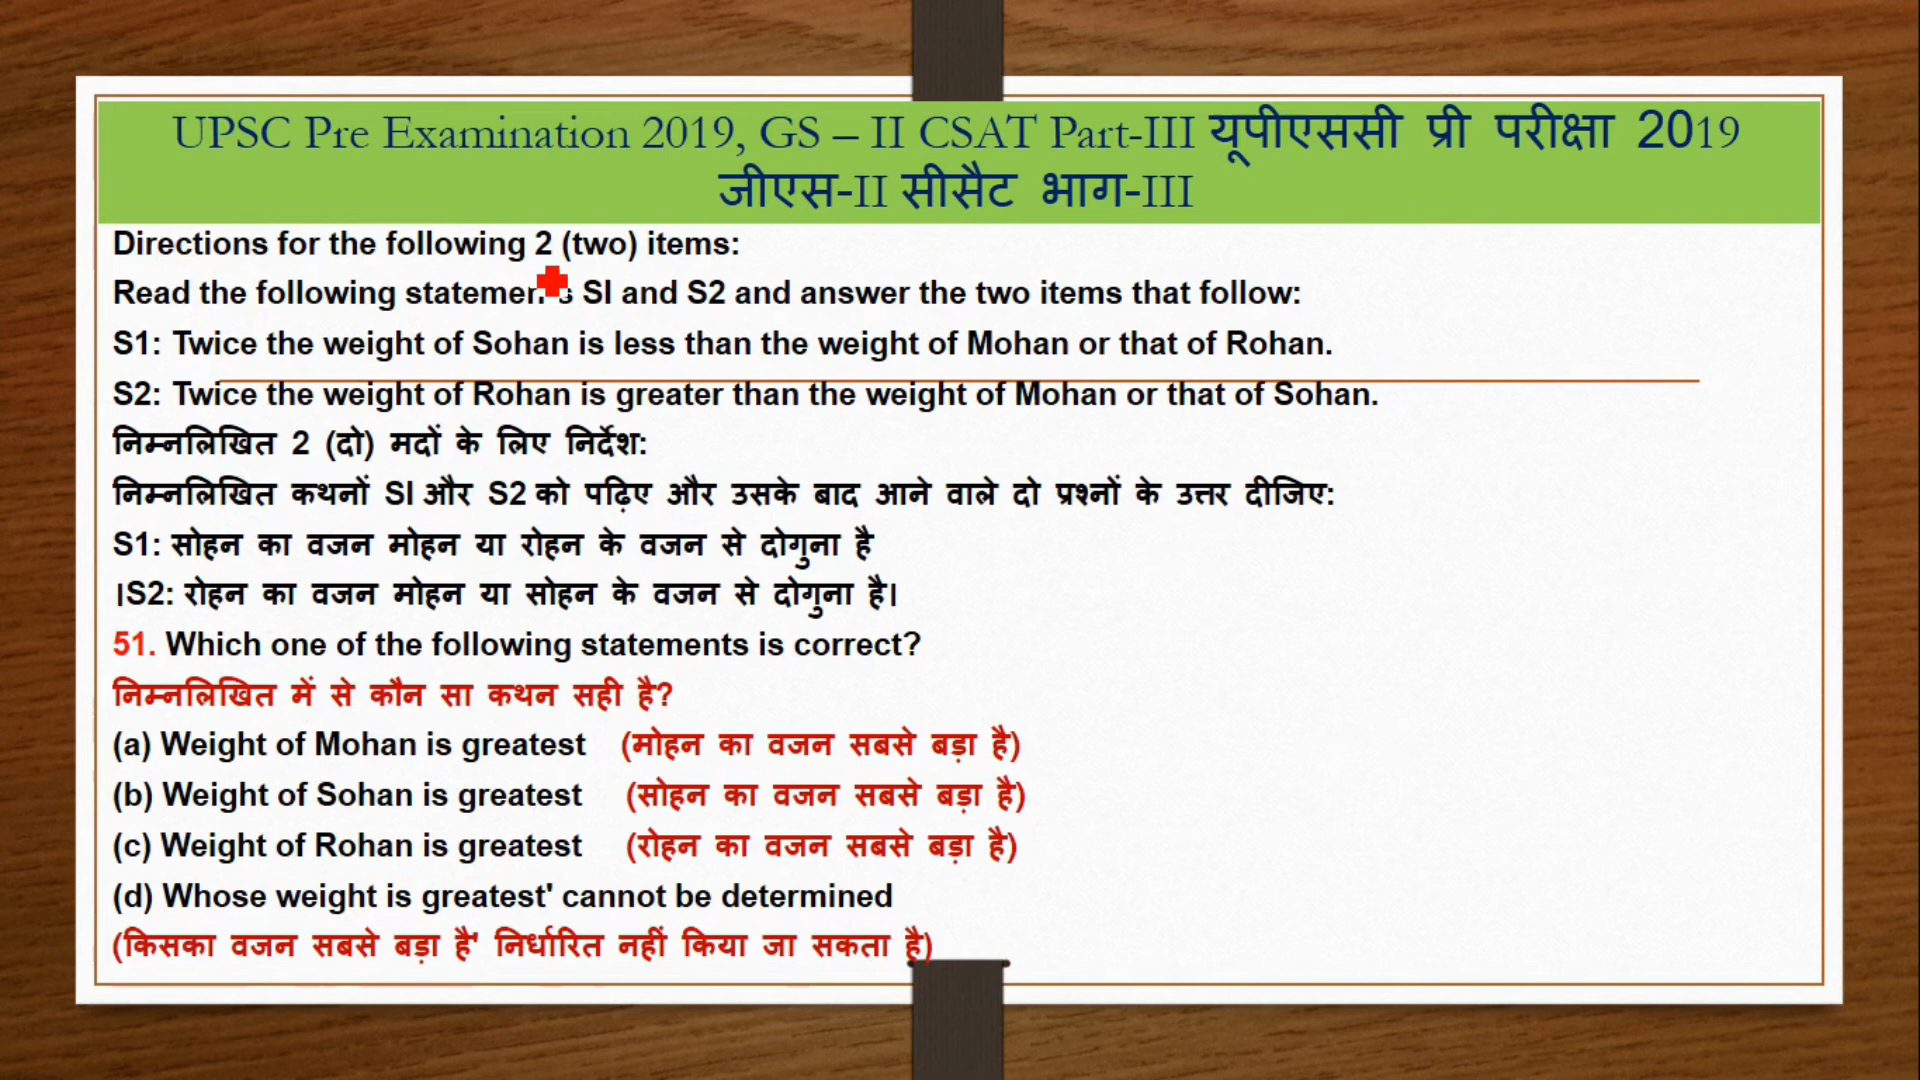 UPSC Pre Examination 2019, GS – II CSAT Part-III यूपीएससी प्री परीक्षा 2019
जीएस-II सीसैट भाग-III
Directions for the following 2 (two) items:
Read the following SI and S2 and answer the two items that follow:
S1: Twice the weight of Sohan is less than the weight of Mohan or that of Rohan.
S2: Twice the weight of Rohan is greater than the weight of Mohan or that of Sohan.
निम्नलिखित 2 (दो) मदों के लिए निर्देश:
निम्नलिखित कथनों SI और S2 को पढ़िए और उसके बाद आने वाले दो प्रश्नों के उत्तर दीजिए:
S1: सोहन का वजन मोहन या रोहन के वजन से दोगुना है
।S2: रोहन का वजन मोहन या सोहन के वजन से दोगुना है।
51. Which one of the following statements is correct?
निम्नलिखित में से कौन सा कथन सही है?
(a) Weight of Mohan is greatest (मोहन का वजन सबसे बड़ा है)
(b) Weight of Sohan is greatest (सोहन का वजन सबसे बड़ा है)
(c) Weight of Rohan is greatest (रोहन का वजन सबसे बड़ा है)
(d) Whose weight is greatest' cannot be determined
(किसका वजन सबसे बड़ा है' निर्धारित नहीं किया जा सकता है)